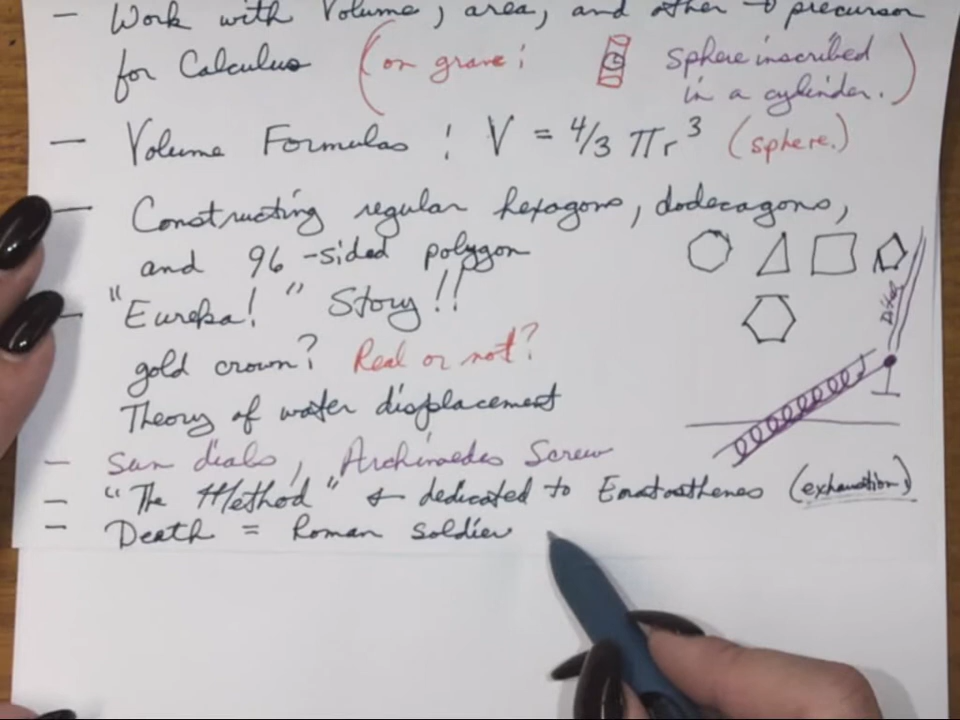 - Work with Volume, area, and other → precursor
for Calculus (on grave: sphere inscribed
in a cylinder.)
- Volume Formulas : V = 4/3 πr³ (sphere.)
- Constructing regular hexagons, dodecagons,
and 96-sided polygon
- "Eureka!" Story!!
gold crown? Real or not?
Theory of water displacement
Ditch
- Sun dials, Archimedes Screw
- "The Method" & dedicated to Eratosthenes (exhaustion)
- Death = Roman soldier